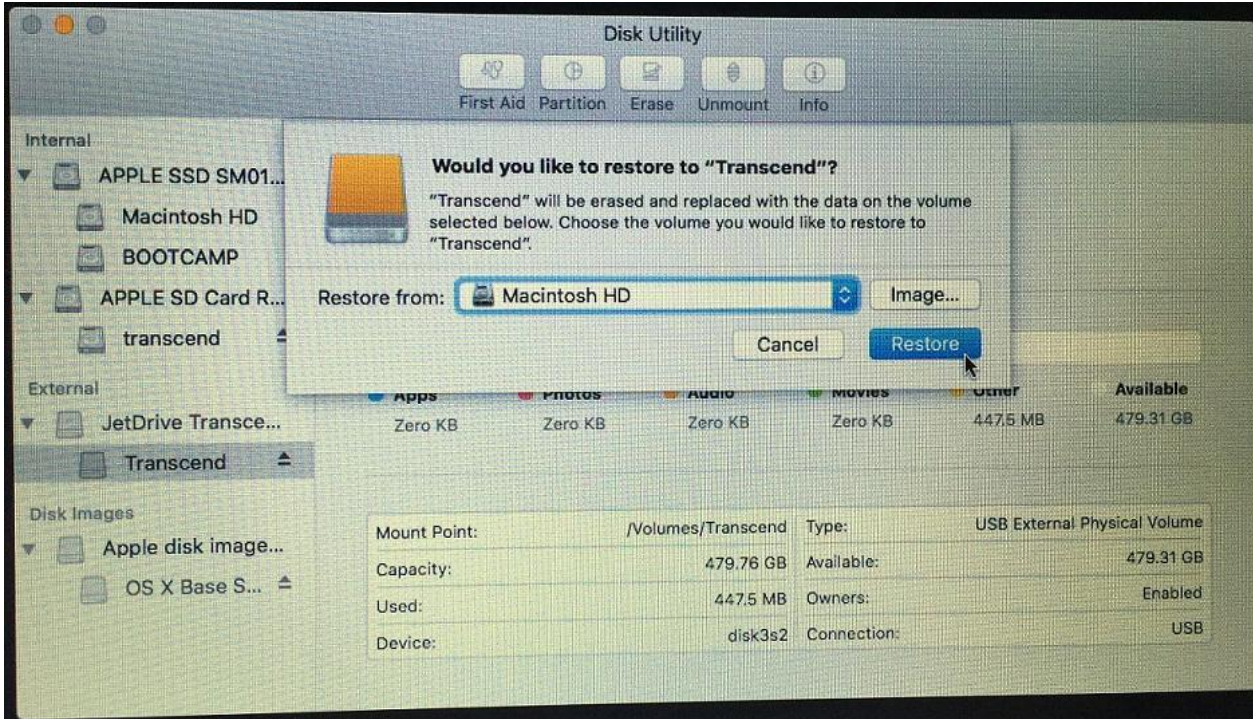 Disk Utility
First Aid Partition Erase Unmount Info
Internal
APPLE SSD SM01...
Macintosh HD
BOOTCAMP
APPLE SD Card R...
transcend
External
JetDrive Transce...
Transcend
Disk Images
Apple disk image...
OS X Base S...
Would you like to restore to “Transcend”?
“Transcend” will be erased and replaced with the data on the volume
selected below. Choose the volume you would like to restore to
“Transcend”.
Restore from: Macintosh HD Image...
Cancel Restore
Apps Photos Audio Movies Other Available
Zero KB Zero KB Zero KB Zero KB 447.5 MB 479.31 GB
Mount Point: /Volumes/Transcend Type: USB External Physical Volume
Capacity: 479.76 GB Available: 479.31 GB
Used: 447.5 MB Owners: Enabled
Device: disk3s2 Connection: USB